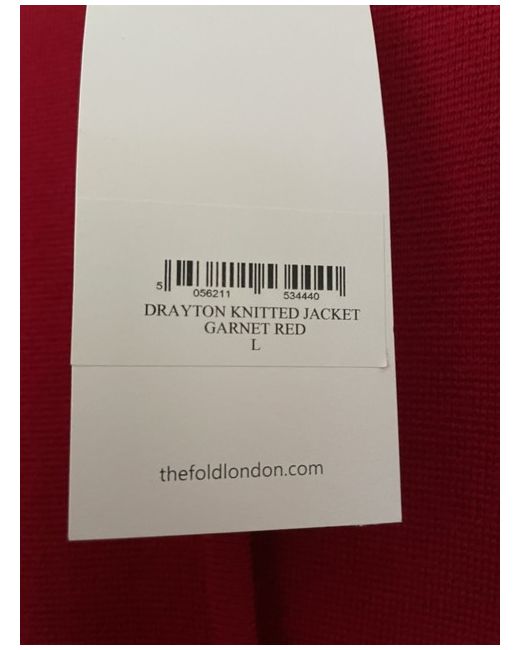 5 056211 534440
DRAYTON KNITTED JACKET
GARNET RED
L
thefoldlondon.com